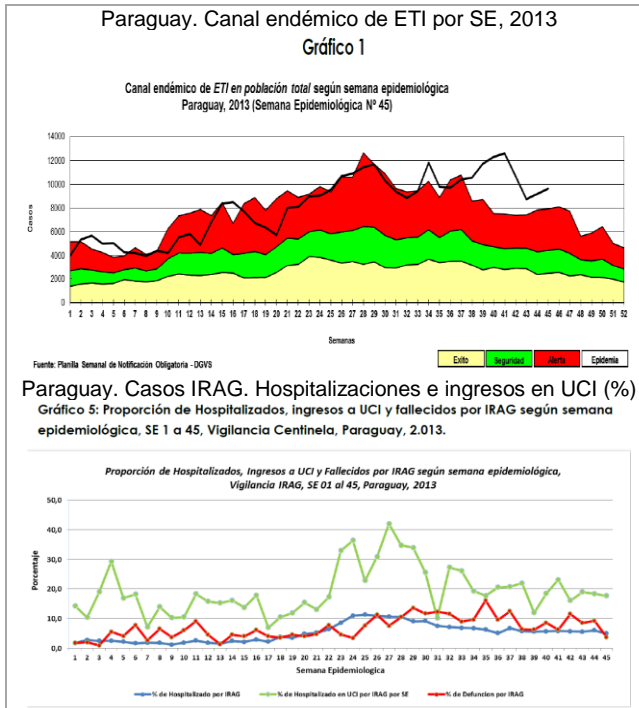 Paraguay. Canal endémico de ETI por SE, 2013
Gráfico 1
Canal endémico de ETI en población total según semana epidemiológica
Paraguay, 2013 (Semana Epidemiológica Nº 45)
14000
12000
10000
8000
6000
4000
2000
0
Casos
1 2 3 4 5 6 7 8 9 10 11 12 13 14 15 16 17 18 19 20 21 22 23 24 25 26 27 28 29 30 31 32 33 34 35 36 37 38 39 40 41 42 43 44 45 46 47 48 49 50 51 52
Semanas
Fuente: Planilla Semanal de Notificación Obligatoria - DGVS
Exito Seguridad Alerta Epidemia
Paraguay. Casos IRAG. Hospitalizaciones e ingresos en UCI (%)
Gráfico 5: Proporción de Hospitalizados, ingresos a UCI y fallecidos por IRAG según semana
epidemiológica, SE 1 a 45, Vigilancia Centinela, Paraguay, 2.013.
Proporción de Hospitalizados, Ingresos a UCI y Fallecidos por IRAG según semana epidemiológica,
Vigilancia IRAG, SE 01 al 45, Paraguay, 2013
50,0
40,0
30,0
20,0
10,0
0,0
Porcentaje
1 2 3 4 5 6 7 8 9 10 11 12 13 14 15 16 17 18 19 20 21 22 23 24 25 26 27 28 29 30 31 32 33 34 35 36 37 38 39 40 41 42 43 44 45
Semana Epidemiologica
% de Hospitalizado por IRAG % de Hospitalizado en UCI por IRAG por SE % de Defuncion por IRAG